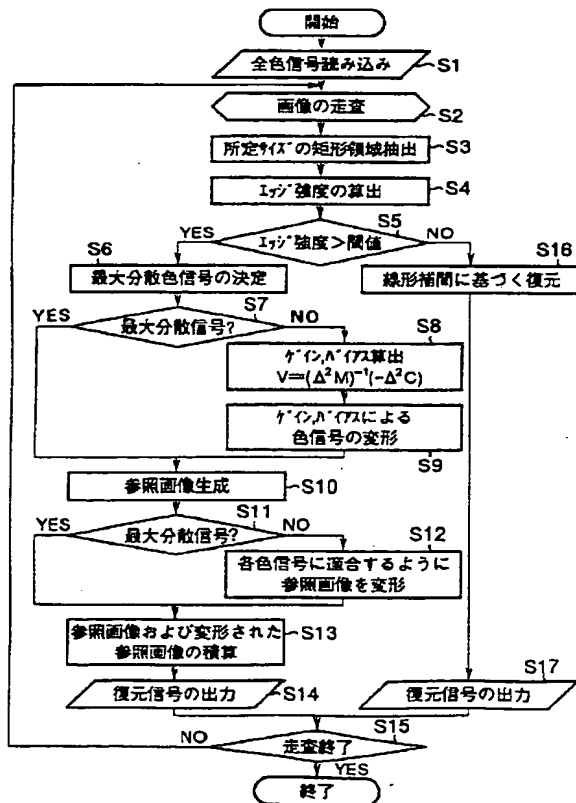 開始
全色信号読み込み
S1
画像の走査
S2
所定サイズの矩形領域抽出
S3
エッジ強度の算出
S4
S5
YES
エッジ強度>閾値
NO
S6
S16
最大分散色信号の決定
線形補間に基づく復元
S7
YES
最大分散信号?
NO
S8
ゲイン,バイアス算出
V=(Δ²M)⁻¹(-Δ²C)
ゲイン,バイアスによる
色信号の変形
S9
参照画像生成
S10
S11
YES
最大分散信号?
NO
S12
各色信号に適合するように
参照画像を変形
参照画像および変形された
参照画像の積算
S13
復元信号の出力
S14
復元信号の出力
S17
S15
NO
走査終了
YES
終了